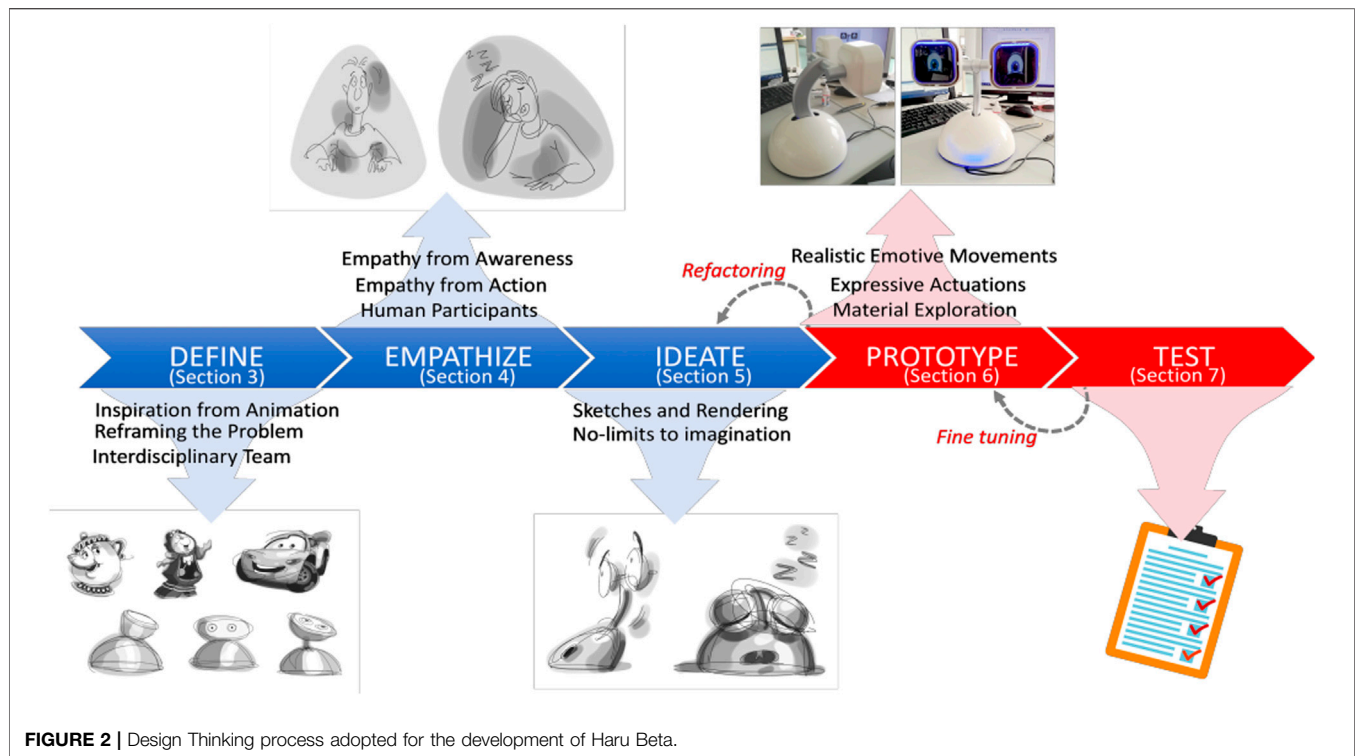 Empathy from Awareness
Empathy from Action
Human Participants
Realistic Emotive Movements
Expressive Actuations
Material Exploration
Refactoring
DEFINE
(Section 3)
EMPATHIZE
(Section 4)
IDEATE
(Section 5)
PROTOTYPE
(Section 6)
TEST
(Section 7)
Inspiration from Animation
Reframing the Problem
Interdisciplinary Team
Sketches and Rendering
No-limits to imagination
Fine tuning
z z z
z z z
FIGURE 2 | Design Thinking process adopted for the development of Haru Beta.